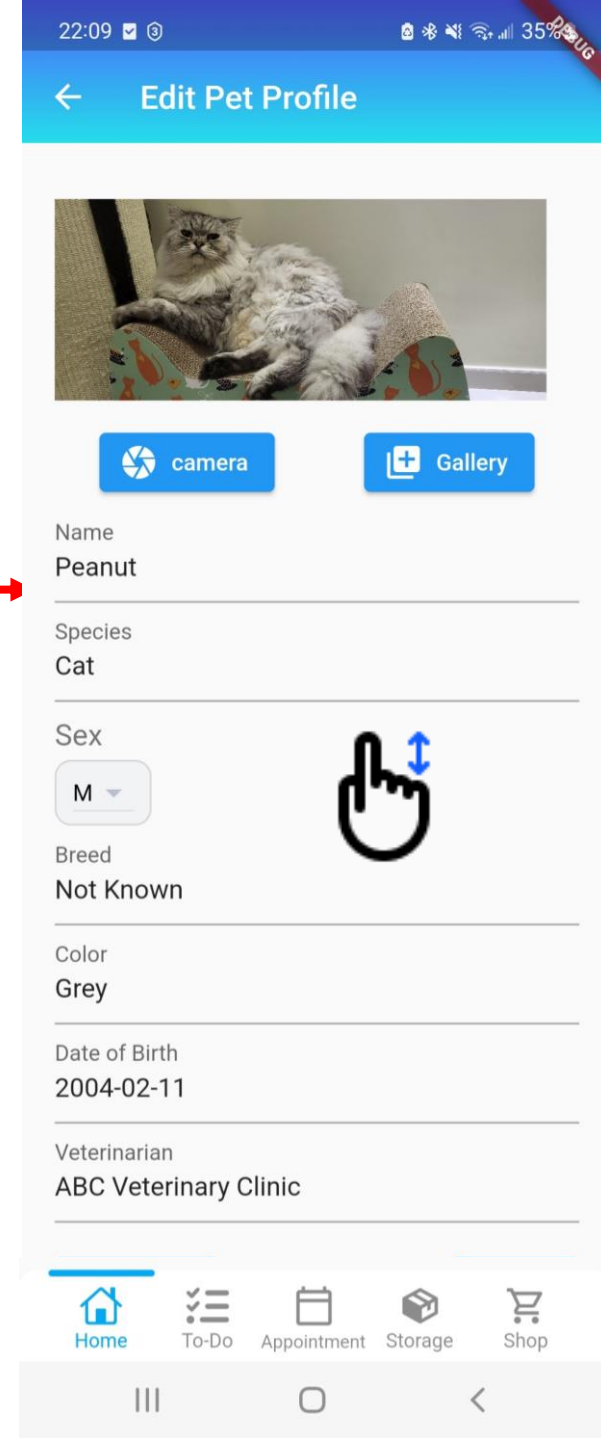 22:09 3 35%
DEBUG
Edit Pet Profile
camera Gallery
Name
Peanut
Species
Cat
Sex
M
Breed
Not Known
Color
Grey
Date of Birth
2004-02-11
Veterinarian
ABC Veterinary Clinic
Home To-Do Appointment Storage Shop